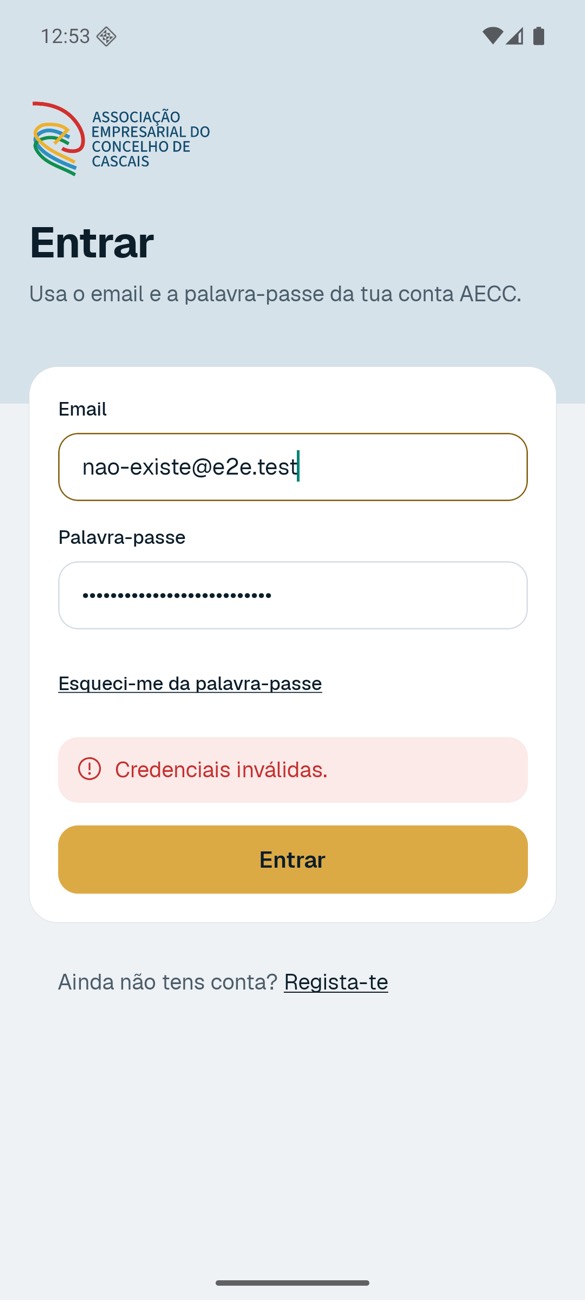 12:53
ASSOCIAÇÃO
EMPRESARIAL DO
CONCELHO DE
CASCAIS
Entrar
Usa o email e a palavra-passe da tua conta AECC.
Email
nao-existe@e2e.test
Palavra-passe
•••••••••••••••••••••••••••
Esqueci-me da palavra-passe
Credenciais inválidas.
Entrar
Ainda não tens conta? Regista-te